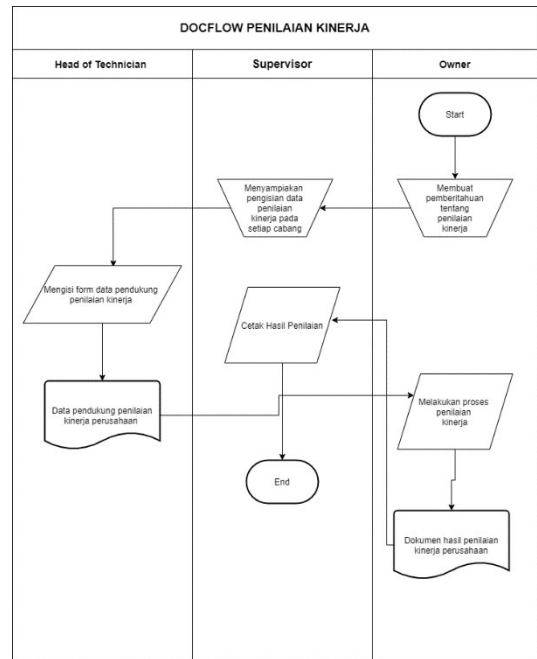 DOCFLOW PENILAIAN KINERJA
Head of Technician
Supervisor
Owner
Start
Membuat
pemberitahuan
tentang
penilaian
kinerja
Menyampiakan
pengisian data
penilaian
kinerja pada
setiap cabang
Mengisi form data pendukung
penilaian kinerja
Data pendukung penilaian
kinerja perusahaan
Melakukan proses
penilaian
kinerja
Dokumen hasil penilaian
kinerja perusahaan
Cetak Hasil Penilaian
End